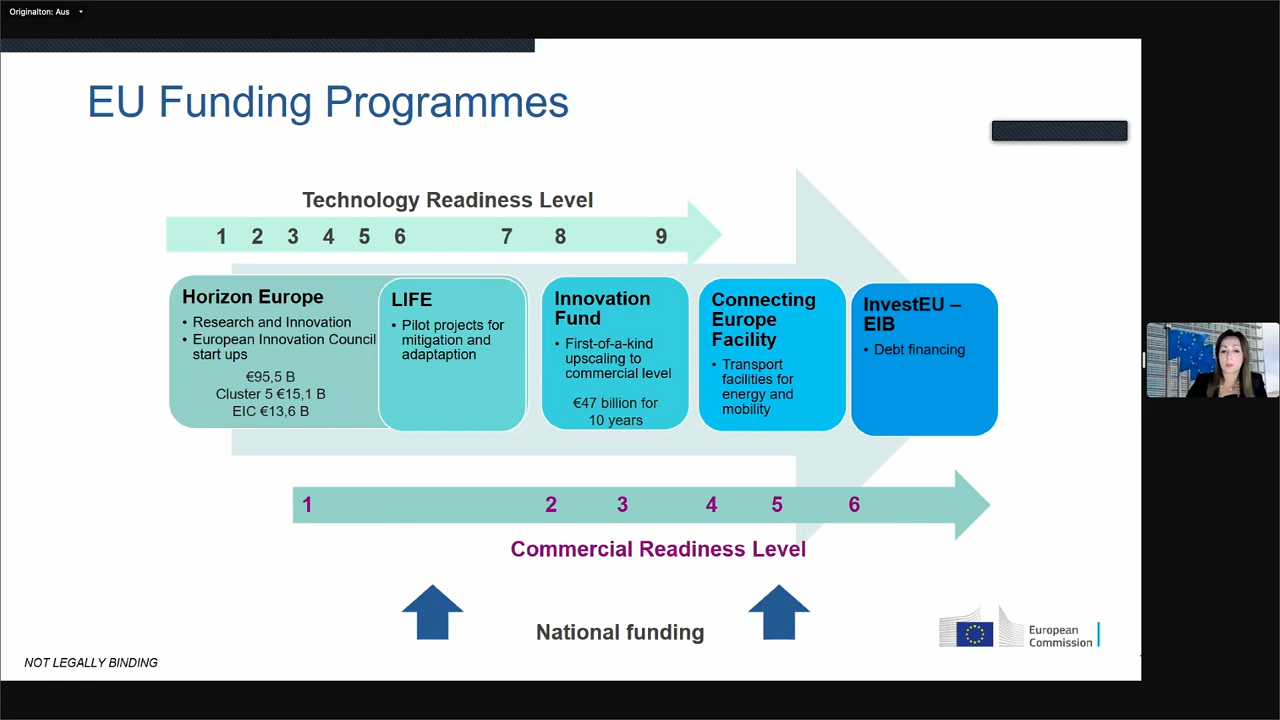 Originalton: Aus
EU Funding Programmes
Technology Readiness Level
1 2 3 4 5 6 7 8 9
Horizon Europe
• Research and Innovation
• European Innovation Council
start ups
€95,5 B
Cluster 5 €15,1 B
EIC €13,6 B
LIFE
• Pilot projects for
mitigation and
adaptaption
Innovation
Fund
• First-of-a-kind
upscaling to
commercial level
€47 billion for
10 years
Connecting
Europe
Facility
• Transport
facilities for
energy and
mobility
InvestEU –
EIB
• Debt financing
1 2 3 4 5 6
Commercial Readiness Level
National funding
European
Commission
NOT LEGALLY BINDING